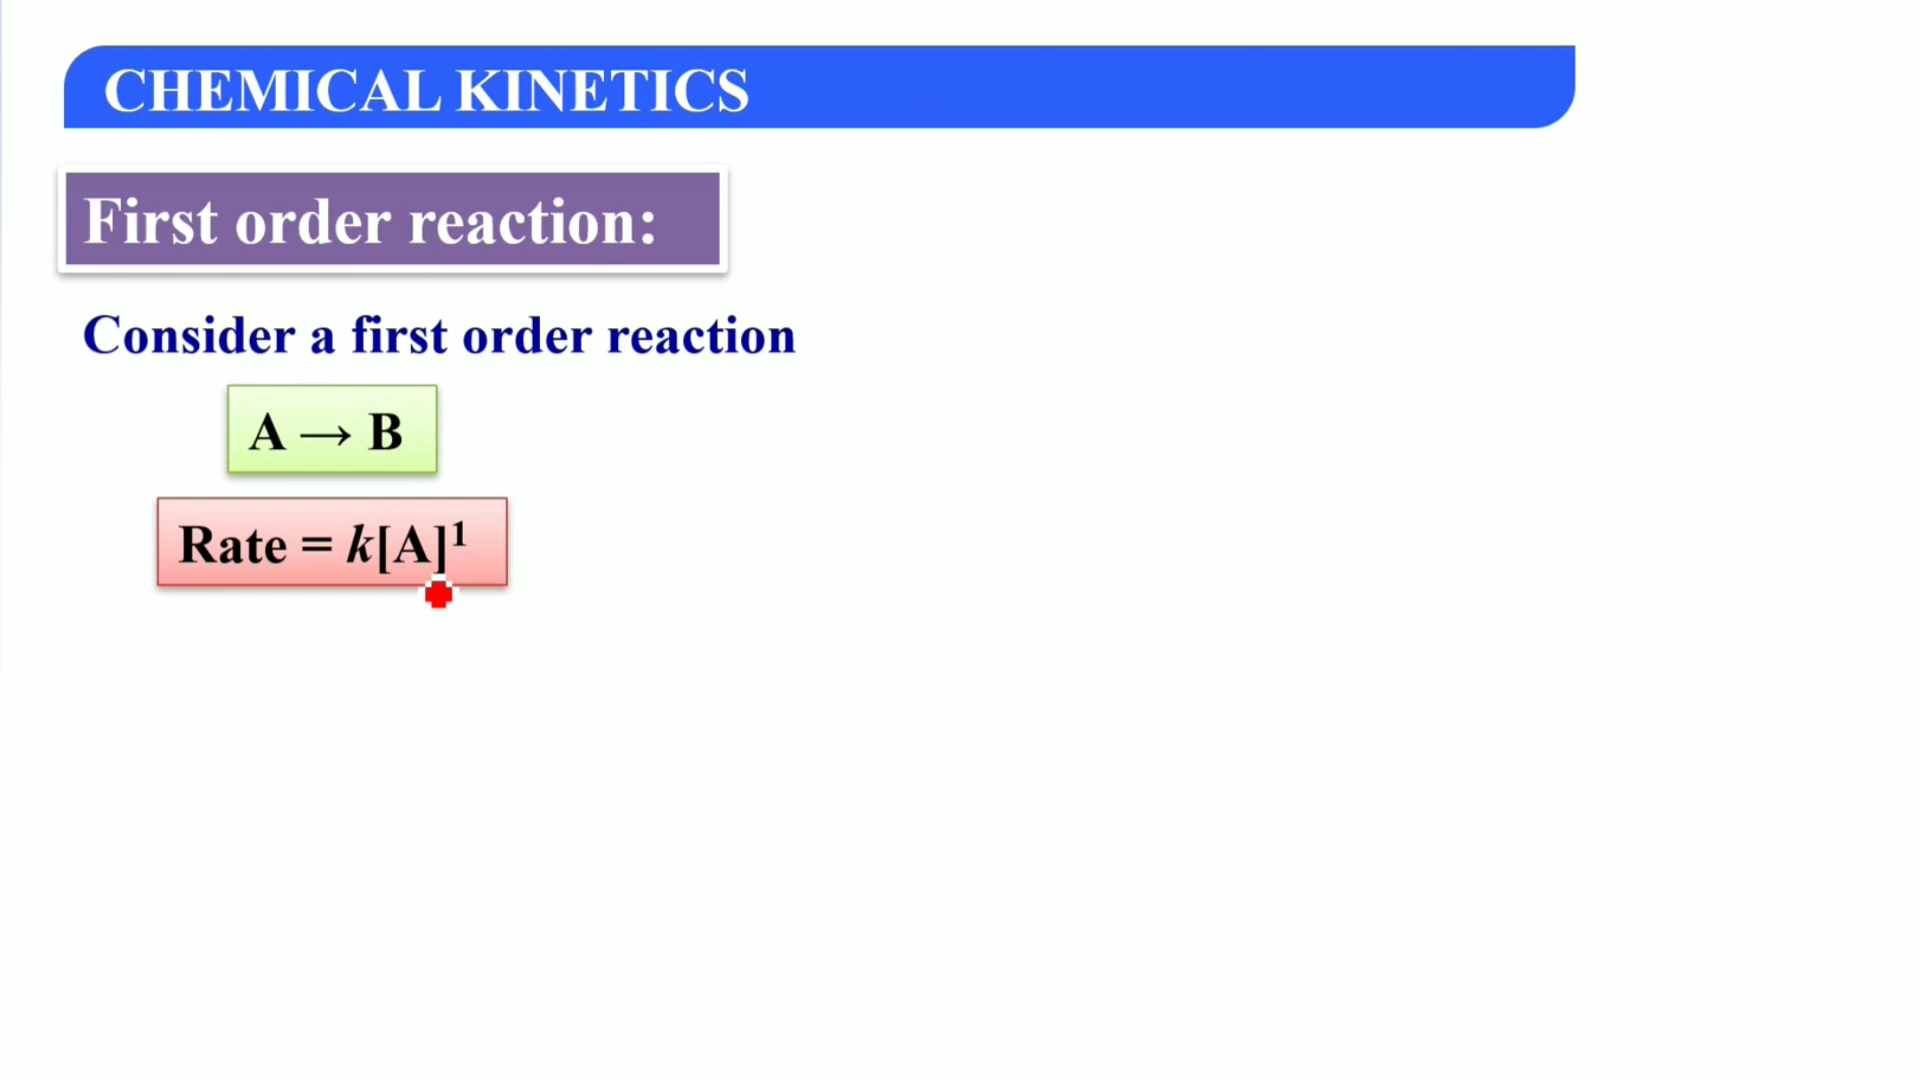 CHEMICAL KINETICS
First order reaction:
Consider a first order reaction
A → B
Rate = k[A]¹